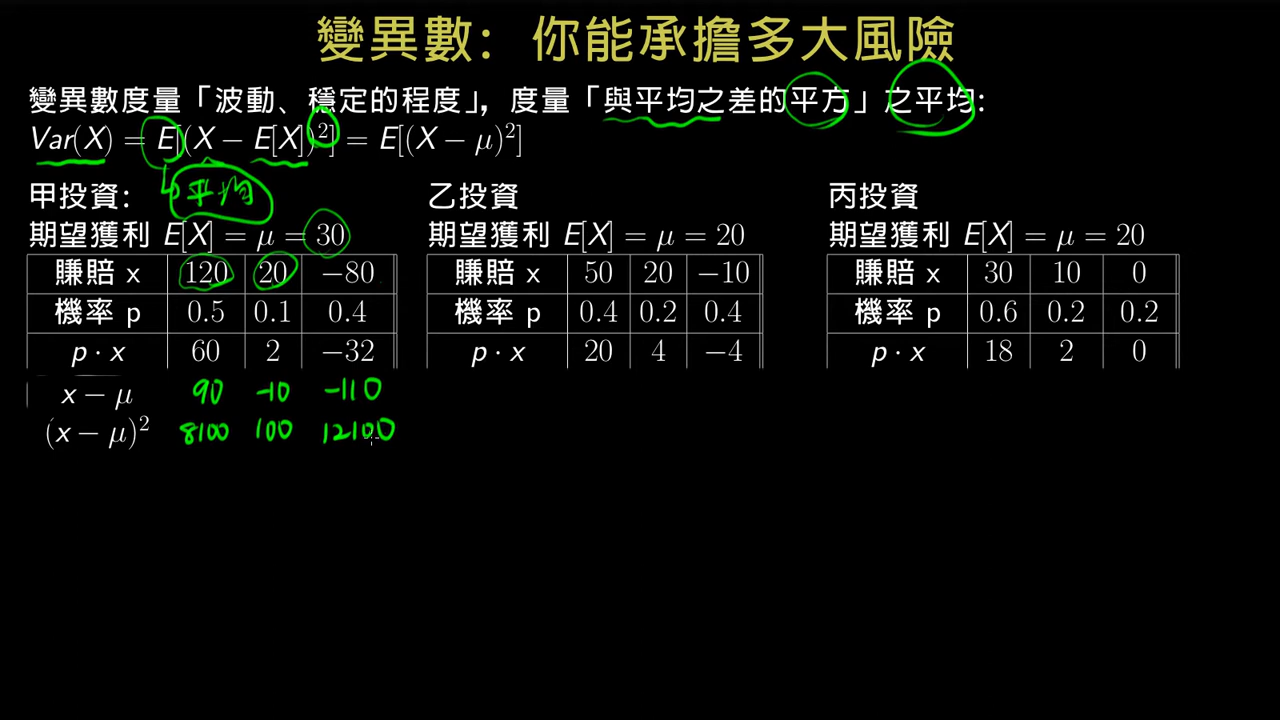 變異數：你能承擔多大風險
變異數度量「波動、穩定的程度」，度量「與平均之差的平方」之平均：
Var(X) = E[(X − E[X])²] = E[(X − μ)²]
平均
甲投資：
期望獲利 E[X] = μ = 30
賺賠 x 120 20 −80
機率 p 0.5 0.1 0.4
p · x 60 2 −32
x − μ 90 -10 -110
(x − μ)² 8100 100 12100
乙投資
期望獲利 E[X] = μ = 20
賺賠 x 50 20 −10
機率 p 0.4 0.2 0.4
p · x 20 4 −4
丙投資
期望獲利 E[X] = μ = 20
賺賠 x 30 10 0
機率 p 0.6 0.2 0.2
p · x 18 2 0